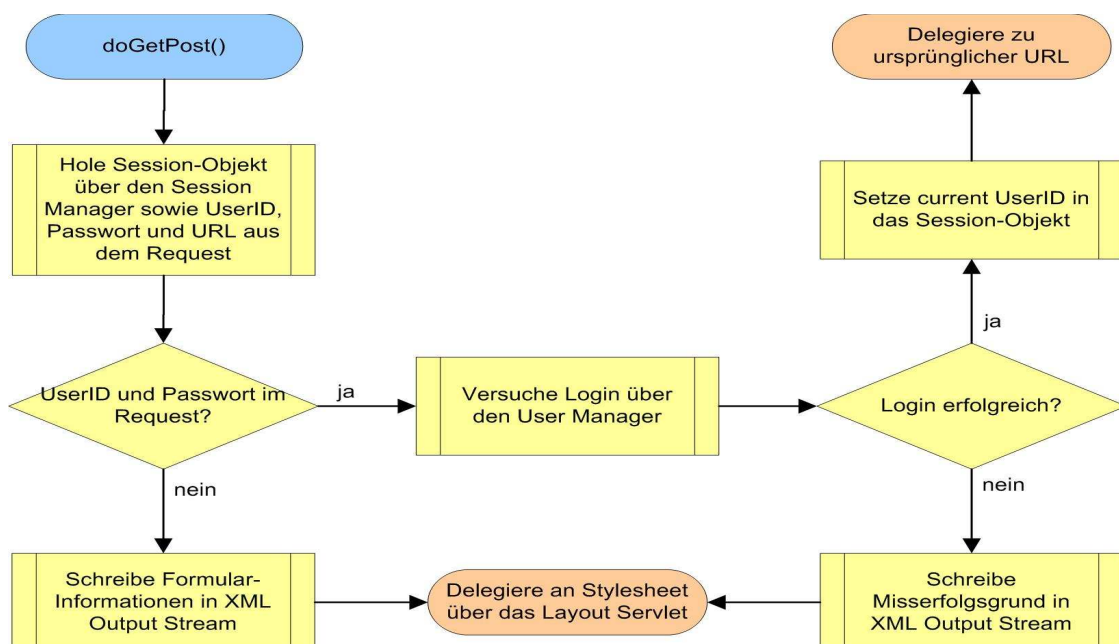 doGetPost()
Delegiere zu
ursprünglicher URL
Hole Session-Objekt
über den Session
Manager sowie UserID,
Passwort und URL aus
dem Request
Setze current UserID in
das Session-Objekt
ja
UserID und Passwort im
Request?
ja
Versuche Login über
den User Manager
Login erfolgreich?
nein
nein
Schreibe Formular-
Informationen in XML
Output Stream
Delegiere an Stylesheet
über das Layout Servlet
Schreibe
Misserfolgsgrund in
XML Output Stream